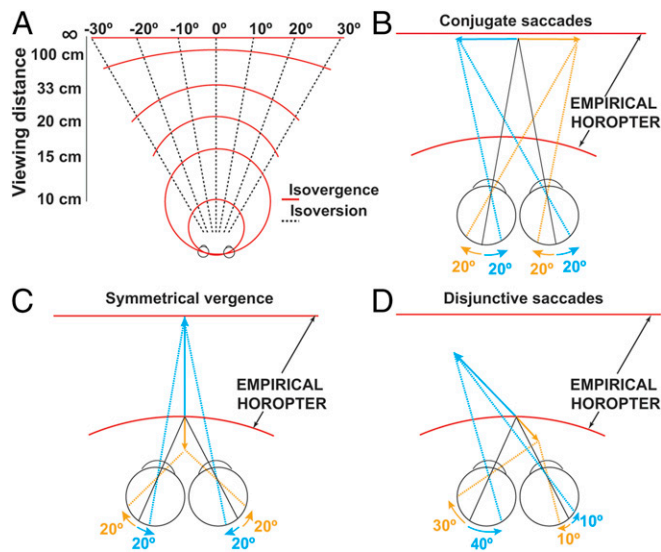 A
∞ -30º -20º -10º 0º 10º 20º 30º
100 cm
33 cm
20 cm
15 cm
10 cm
Viewing distance
Isovergence
Isoversion
B
Conjugate saccades
EMPIRICAL
HOROPTER
20º 20º 20º 20º
C
Symmetrical vergence
EMPIRICAL
HOROPTER
20º 20º 20º 20º
D
Disjunctive saccades
EMPIRICAL
HOROPTER
30º 40º 10º 10º